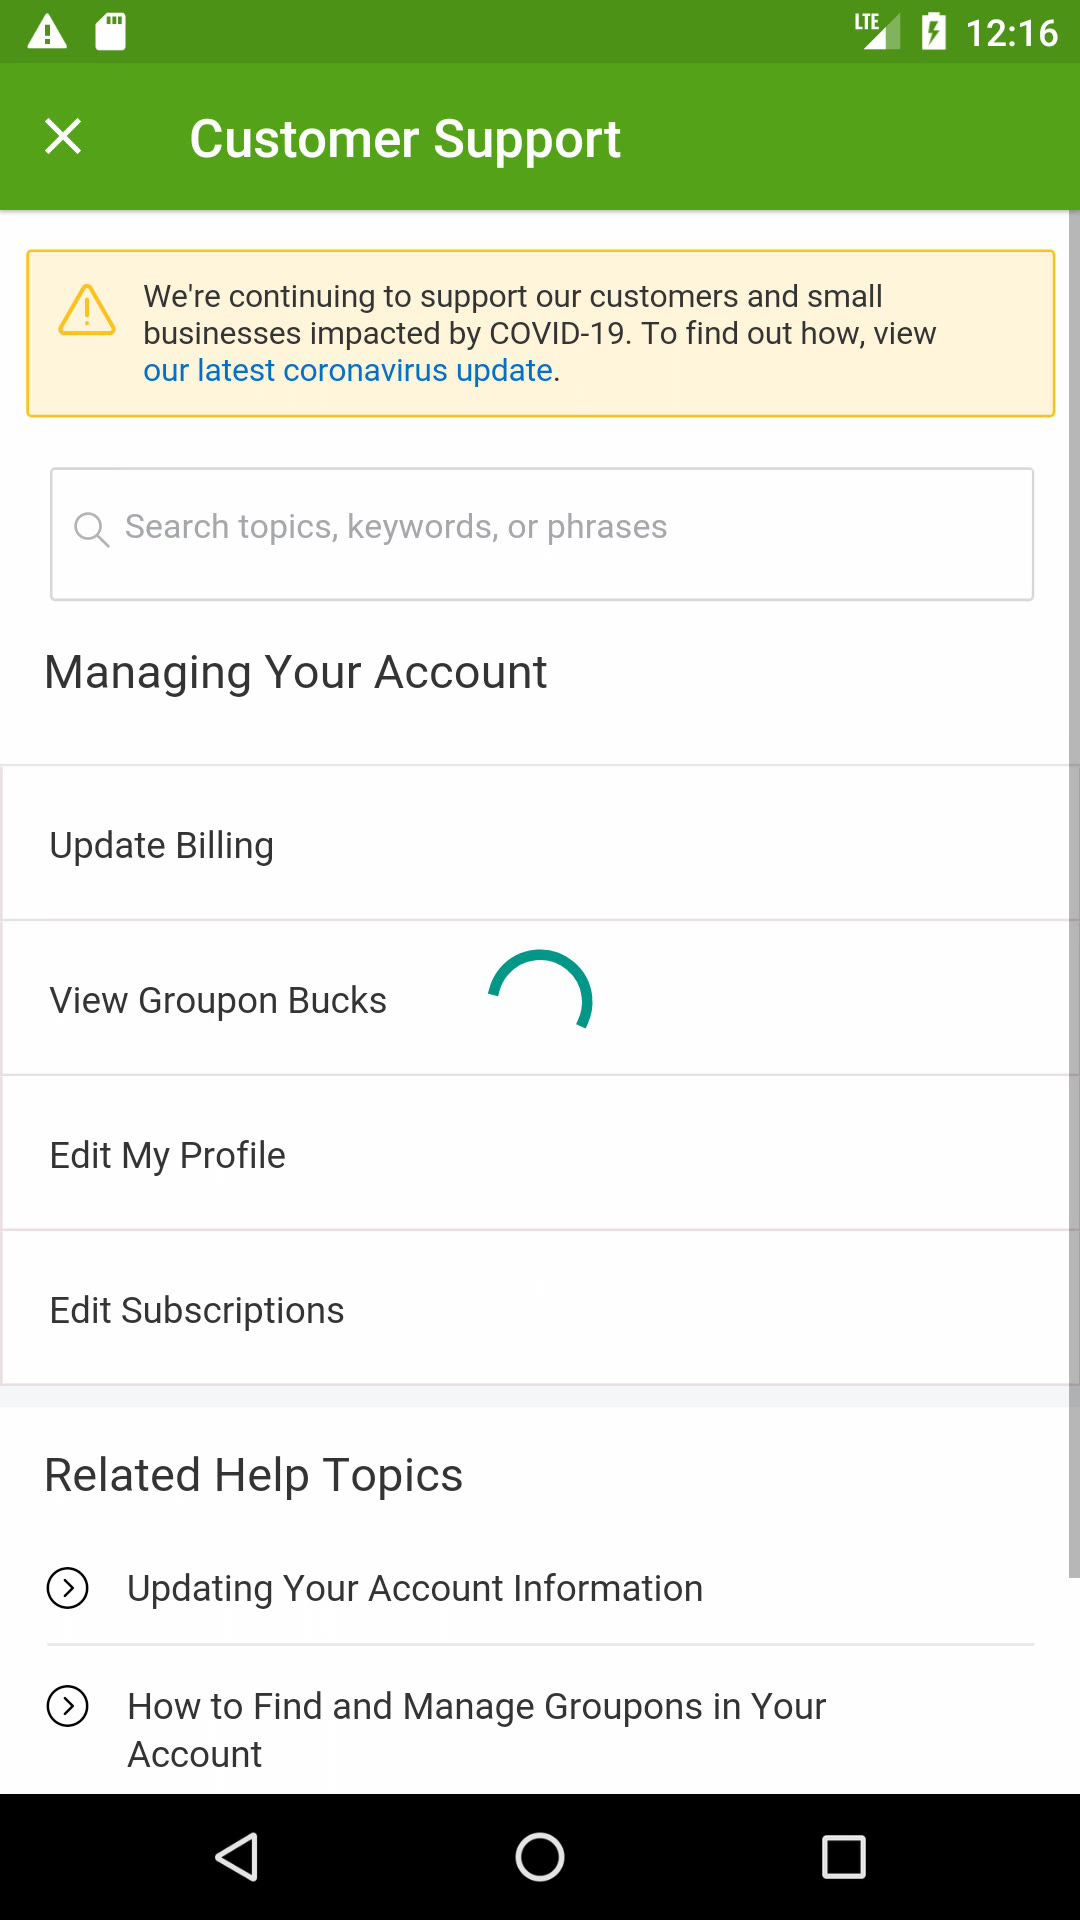 LTE 12:16
Customer Support
We're continuing to support our customers and small
businesses impacted by COVID-19. To find out how, view
our latest coronavirus update.
Search topics, keywords, or phrases
Managing Your Account
Update Billing
View Groupon Bucks
Edit My Profile
Edit Subscriptions
Related Help Topics
Updating Your Account Information
How to Find and Manage Groupons in Your
Account